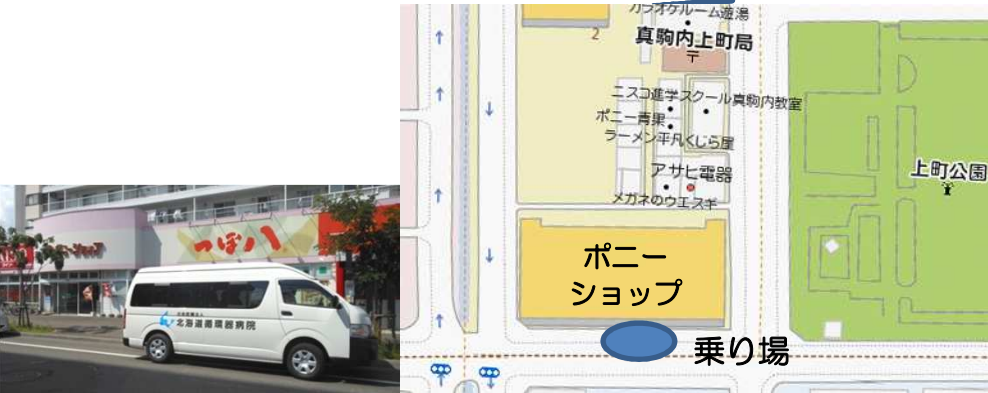 つぼ八
北海道循環器病院
カラオケルーム遊湯
2
真駒内上町局
〒
ニスコ進学スクール真駒内教室
ポニー青果
ラーメン平凡くじら屋
アサヒ電器
メガネのウエスギ
上町公園
ポニー
ショップ
乗り場